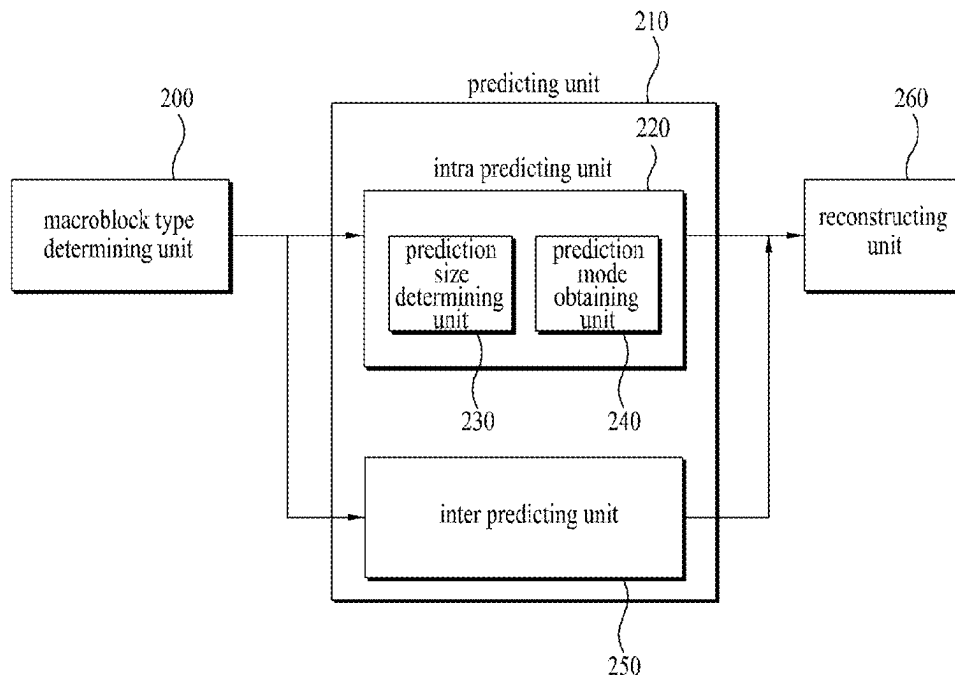 210
predicting unit
200
220
260
intra predicting unit
macroblock type
determining unit
prediction
size
determining
unit
prediction
mode
obtaining
unit
reconstructing
unit
230
240
inter predicting unit
250